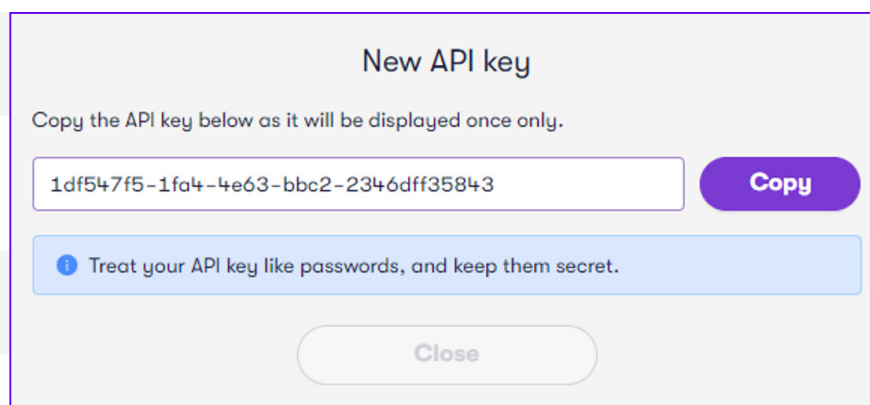 New API key
Copy the API key below as it will be displayed once only.
1df547f5-1fa4-4e63-bbc2-2346dff35843
Copy
Treat your API key like passwords, and keep them secret.
Close